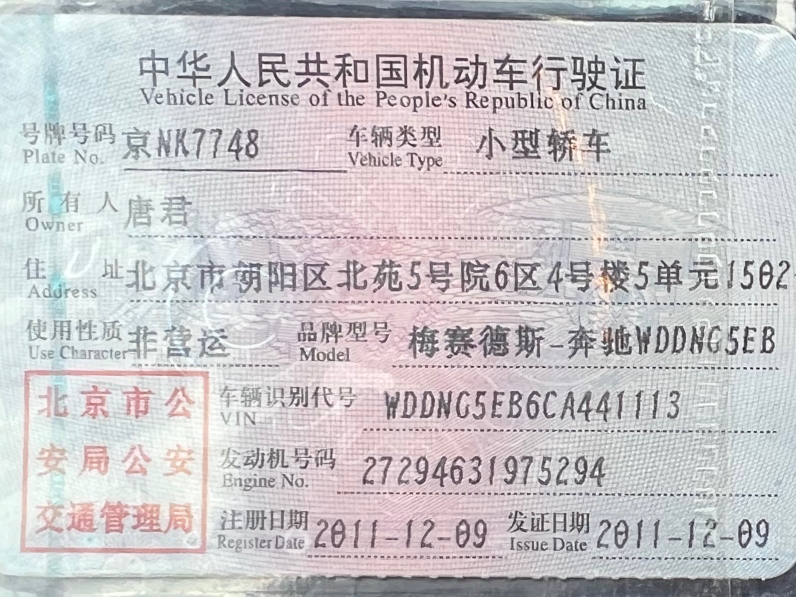 中华人民共和国机动车行驶证
Vehicle License of the People's Republic of China
号牌号码 京NK7748 车辆类型 小型轿车
Plate No. Vehicle Type
所有人 唐君
Owner
住址 北京市朝阳区北苑5号院6区4号楼5单元1502
Address
使用性质 非营运 品牌型号 梅赛德斯-奔驰WDDNG5EB
Use Character Model
北京市公
安局公安
交通管理局
车辆识别代号 WDDNG5EB6CA441113
VIN
发动机号码 27294631975294
Engine No.
注册日期 2011-12-09 发证日期 2011-12-09
Register Date Issue Date